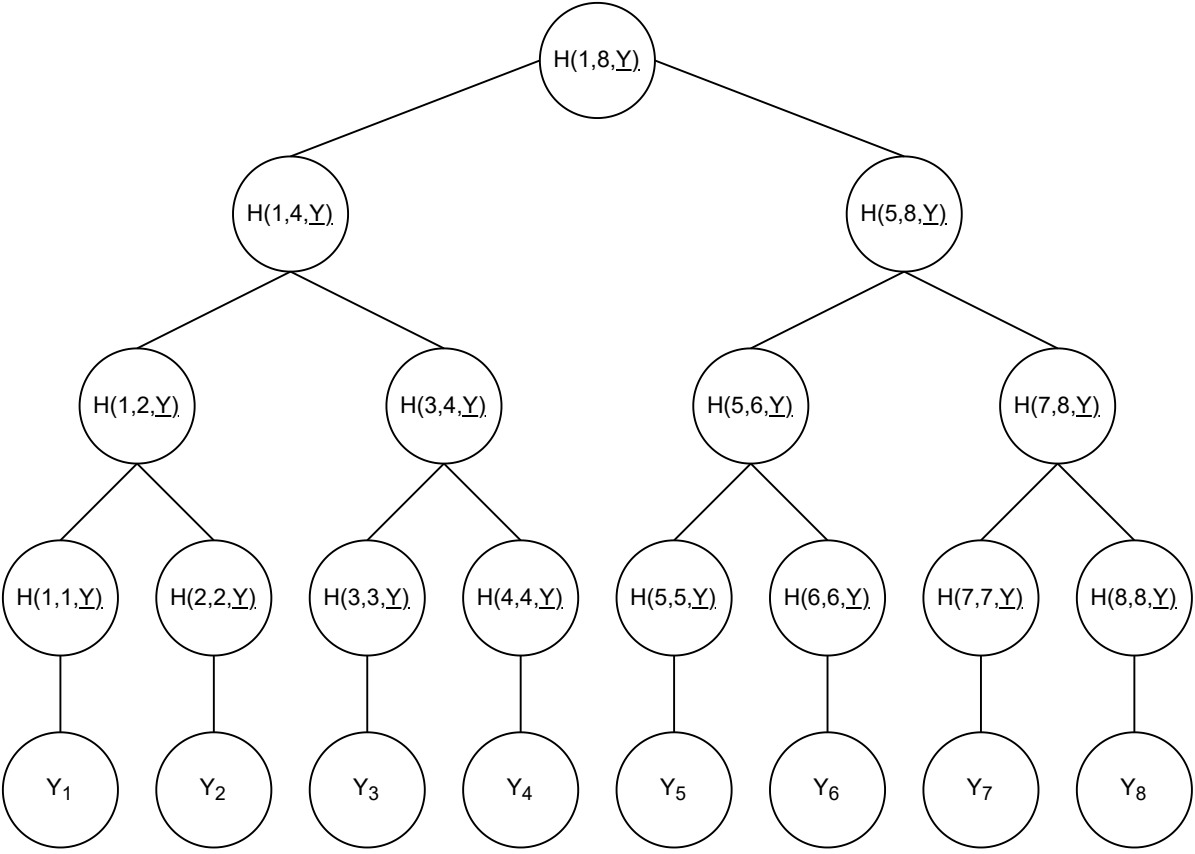 H(1,8,Y)
H(1,4,Y)
H(5,8,Y)
H(1,2,Y)
H(3,4,Y)
H(5,6,Y)
H(7,8,Y)
H(1,1,Y)
H(2,2,Y)
H(3,3,Y)
H(4,4,Y)
H(5,5,Y)
H(6,6,Y)
H(7,7,Y)
H(8,8,Y)
Y1
Y2
Y3
Y4
Y5
Y6
Y7
Y8